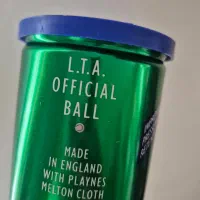 L.T.A.
OFFICIAL
BALL
MADE
IN ENGLAND
WITH PLAYNES
MELTON CLOTH